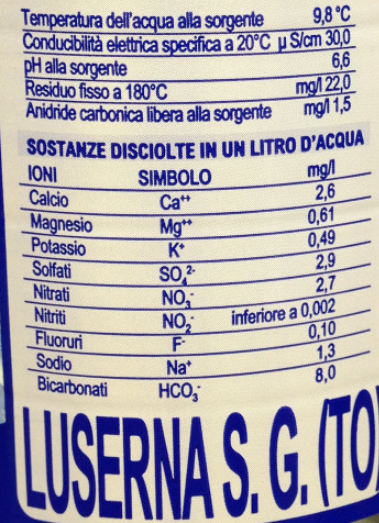 Temperatura dell'acqua alla sorgente 9,8 °C
Conducibilità elettrica specifica a 20°C μ S/cm 30,0
pH alla sorgente 6,6
Residuo fisso a 180°C mg/l 22,0
Anidride carbonica libera alla sorgente mg/l 1,5
SOSTANZE DISCIOLTE IN UN LITRO D'ACQUA
IONI SIMBOLO mg/l
Calcio Ca⁺⁺ 2,6
Magnesio Mg⁺⁺ 0,61
Potassio K⁺ 0,49
Solfati SO₄²⁻ 2,9
Nitrati NO₃⁻ 2,7
Nitriti NO₂⁻ inferiore a 0,002
Fluoruri F⁻ 0,10
Sodio Na⁺ 1,3
Bicarbonati HCO₃⁻ 8,0
LUSERNA S. G. (TO)